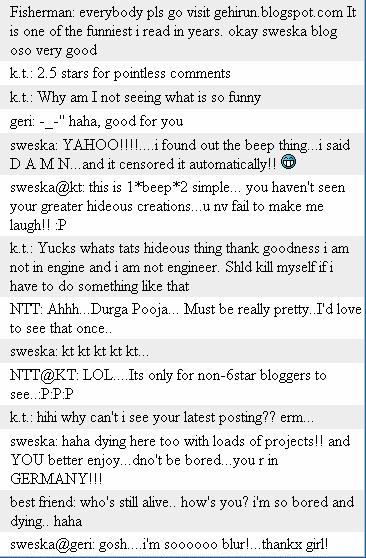 Fisherman: everybody pls go visit gehirun.blogspot.com It
is one of the funniest i read in years. okay sweska blog
oso very good
k.t.: 2.5 stars for pointless comments
k.t.: Why am I not seeing what is so funny
geri: -_-" haha, good for you
sweska: YAHOO!!!!....i found out the beep thing...i said
D A M N...and it censored it automatically!!
sweska@kt: this is 1*beep*2 simple... you haven't seen
your greater hideous creations...u nv fail to make me
laugh!! :P
k.t.: Yucks whats tats hideous thing thank goodness i am
not in engine and i am not engineer. Shld kill myself if i
have to do something like that
NTT: Ahhh...Durga Pooja... Must be really pretty..I'd love
to see that once..
sweska: kt kt kt kt kt...
NTT@KT: LOL....Its only for non-6star bloggers to
see..:P:P:P
k.t.: hihi why can't i see your latest posting?? erm...
sweska: haha dying here too with loads of projects!! and
YOU better enjoy...dno't be bored...you r in
GERMANY!!!
best friend: who's still alive.. how's you? i'm so bored and
dying.. haha
sweska@geri: gosh....i'm soooooo blur!...thankx girl!